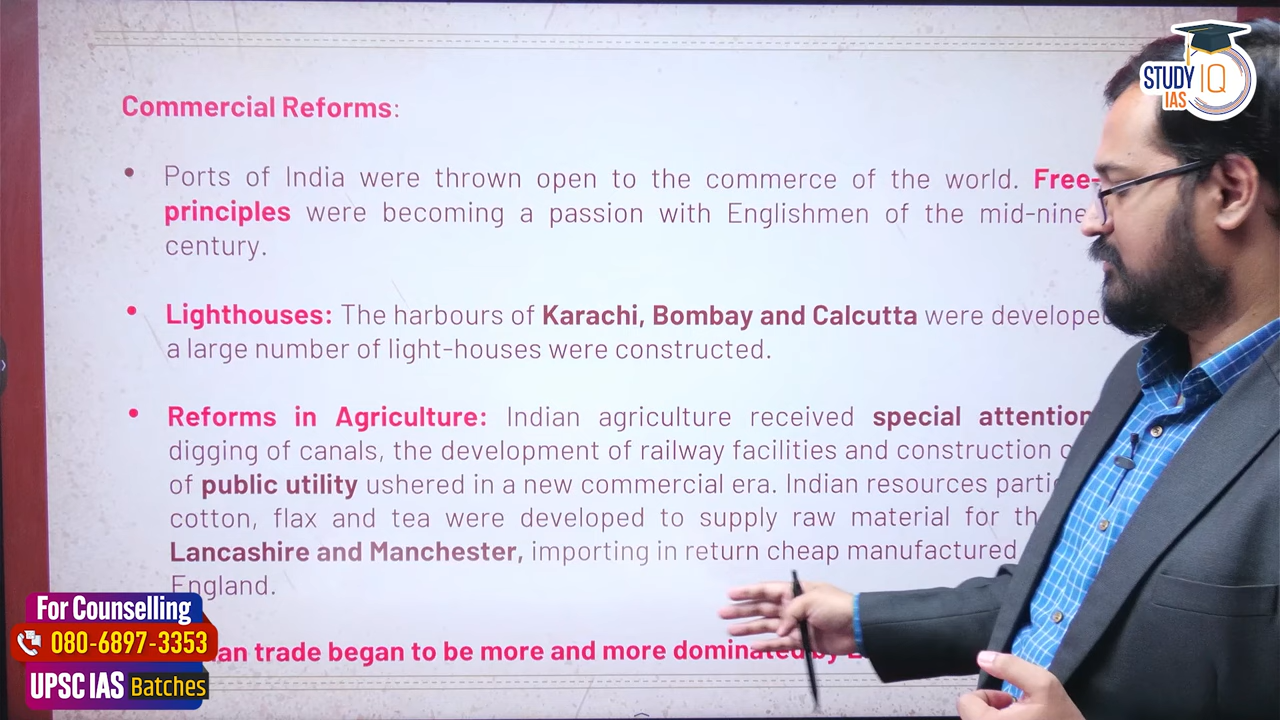 STUDY IQ
IAS
Commercial Reforms:
• Ports of India were thrown open to the commerce of the world. Free-
principles were becoming a passion with Englishmen of the mid-nine
century.
• Lighthouses: The harbours of Karachi, Bombay and Calcutta were developed
a large number of light-houses were constructed.
• Reforms in Agriculture: Indian agriculture received special attention
digging of canals, the development of railway facilities and construction
of public utility ushered in a new commercial era. Indian resources
cotton, flax and tea were developed to supply raw material for
Lancashire and Manchester, importing in return cheap manufactured
England.
trade began to be more and more dominated by
For Counselling
080-6897-3353
UPSC IAS Batches